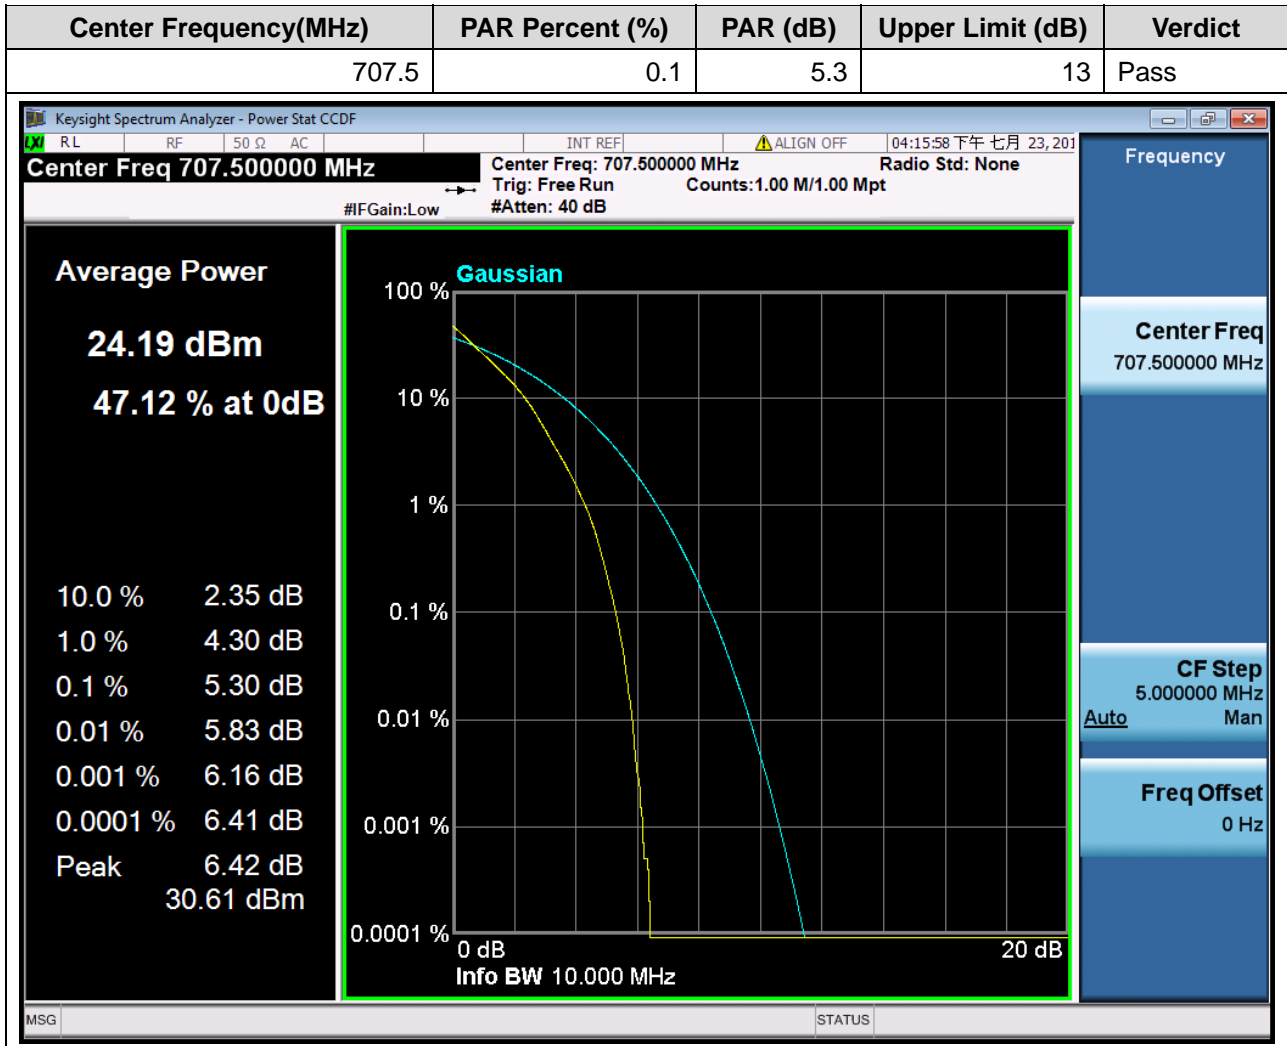 Center Frequency(MHz) PAR Percent (%) PAR (dB) Upper Limit (dB) Verdict
707.5 0.1 5.3 13 Pass
Keysight Spectrum Analyzer - Power Stat CCDF
LXI RL RF 50 Ω AC INT REF ALIGN OFF 04:15:58 下午 七月 23, 201
Center Freq 707.500000 MHz
Center Freq: 707.500000 MHz Radio Std: None
Trig: Free Run Counts:1.00 M/1.00 Mpt
#IFGain:Low #Atten: 40 dB
Average Power
24.19 dBm
47.12 % at 0dB
10.0 % 2.35 dB
1.0 % 4.30 dB
0.1 % 5.30 dB
0.01 % 5.83 dB
0.001 % 6.16 dB
0.0001 % 6.41 dB
Peak 6.42 dB
30.61 dBm
Gaussian
100 %
10 %
1 %
0.1 %
0.01 %
0.001 %
0.0001 %
0 dB 20 dB
Info BW 10.000 MHz
Frequency
Center Freq
707.500000 MHz
CF Step
5.000000 MHz
Auto Man
Freq Offset
0 Hz
MSG STATUS